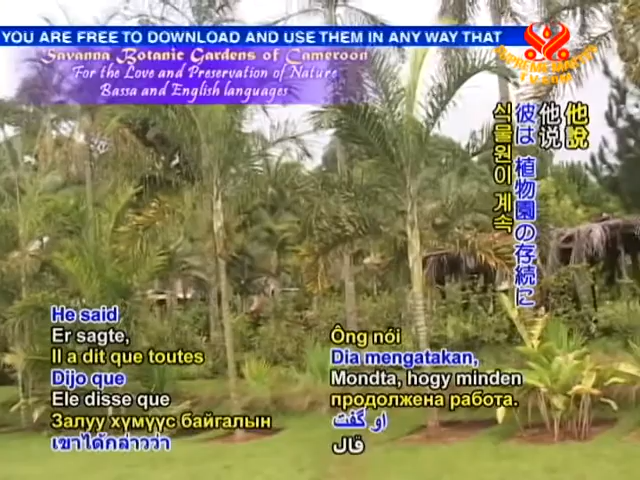 YOU ARE FREE TO DOWNLOAD AND USE THEM IN ANY WAY THAT
Savanna Botanic Gardens of Cameroon
For the Love and Preservation of Nature
Bassa and English languages
SUPREME MASTER
TV.com
他說
他说
彼は 植物園の存続に
식물원이 계속
He said
Er sagte,
Il a dit que toutes
Dijo que
Ele disse que
Залуу хүмүүс байгалын
เขาได้กล่าวว่า
Ông nói
Dia mengatakan,
Mondta, hogy minden
продолжена работа.
او گفت
قال